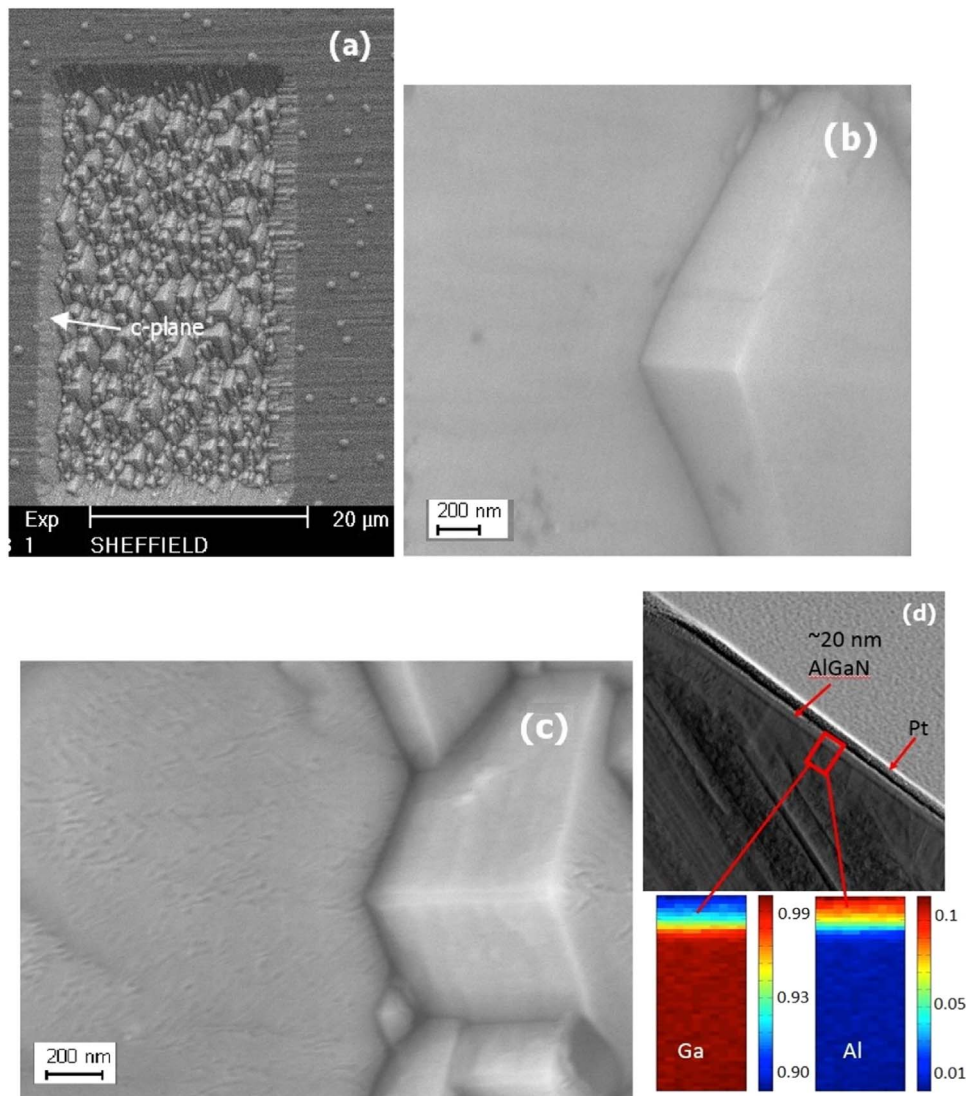 (a)
c-plane
Exp
20 µm
1
SHEFFIELD
(b)
200 nm
(c)
200 nm
(d)
~20 nm
AlGaN
Pt
0.99
0.93
0.90
Ga
0.1
0.05
0.01
Al